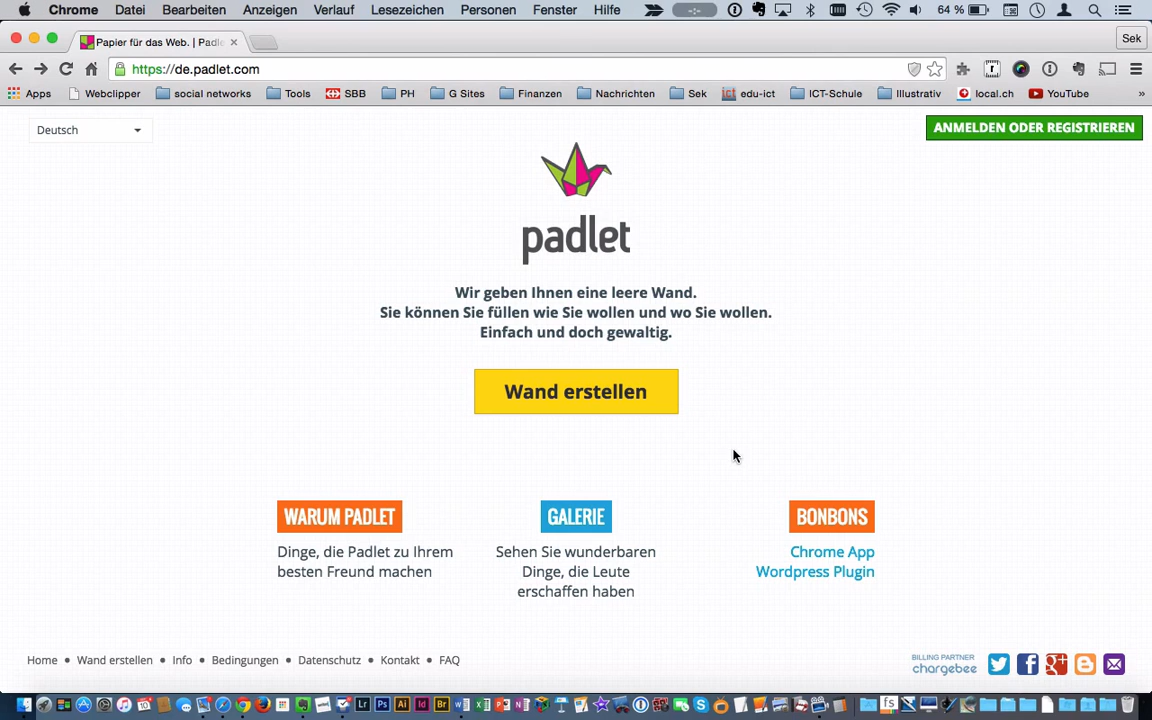 Chrome Datei Bearbeiten Anzeigen Verlauf Lesezeichen Personen Fenster Hilfe 64 %
Papier für das Web. | Padl Sek
https://de.padlet.com
Apps Webclipper social networks Tools SBB PH G Sites Finanzen Nachrichten Sek edu-ict ICT-Schule Illustrativ local.ch YouTube »
Deutsch ANMELDEN ODER REGISTRIEREN
padlet
Wir geben Ihnen eine leere Wand.
Sie können Sie füllen wie Sie wollen und wo Sie wollen.
Einfach und doch gewaltig.
Wand erstellen
WARUM PADLET
Dinge, die Padlet zu Ihrem
besten Freund machen
GALERIE
Sehen Sie wunderbaren
Dinge, die Leute
erschaffen haben
BONBONS
Chrome App
Wordpress Plugin
Home • Wand erstellen • Info • Bedingungen • Datenschutz • Kontakt • FAQ
BILLING PARTNER
chargebee